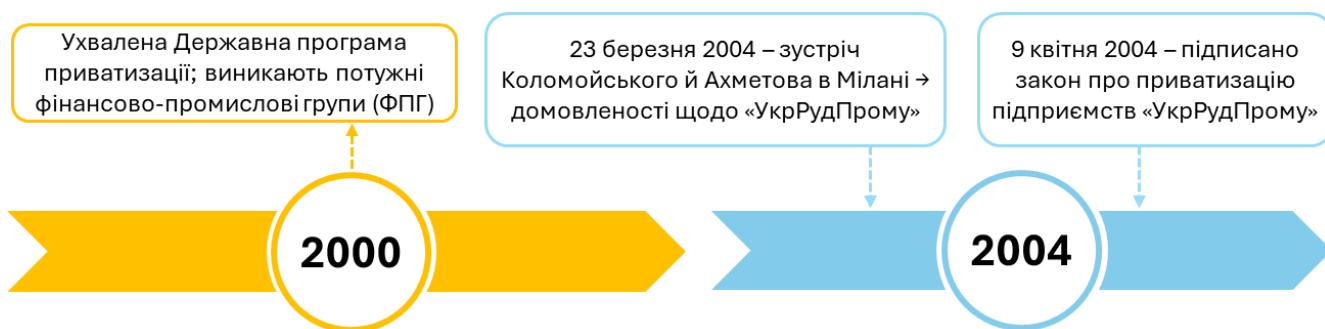 Ухвалена Державна програма
приватизації; виникають потужні
фінансово-промислові групи (ФПГ)
23 березня 2004 – зустріч
Коломойського й Ахметова в Мілані →
домовленості щодо «УкрРудПрому»
9 квітня 2004 – підписано
закон про приватизацію
підприємств «УкрРудПрому»
2000
2004